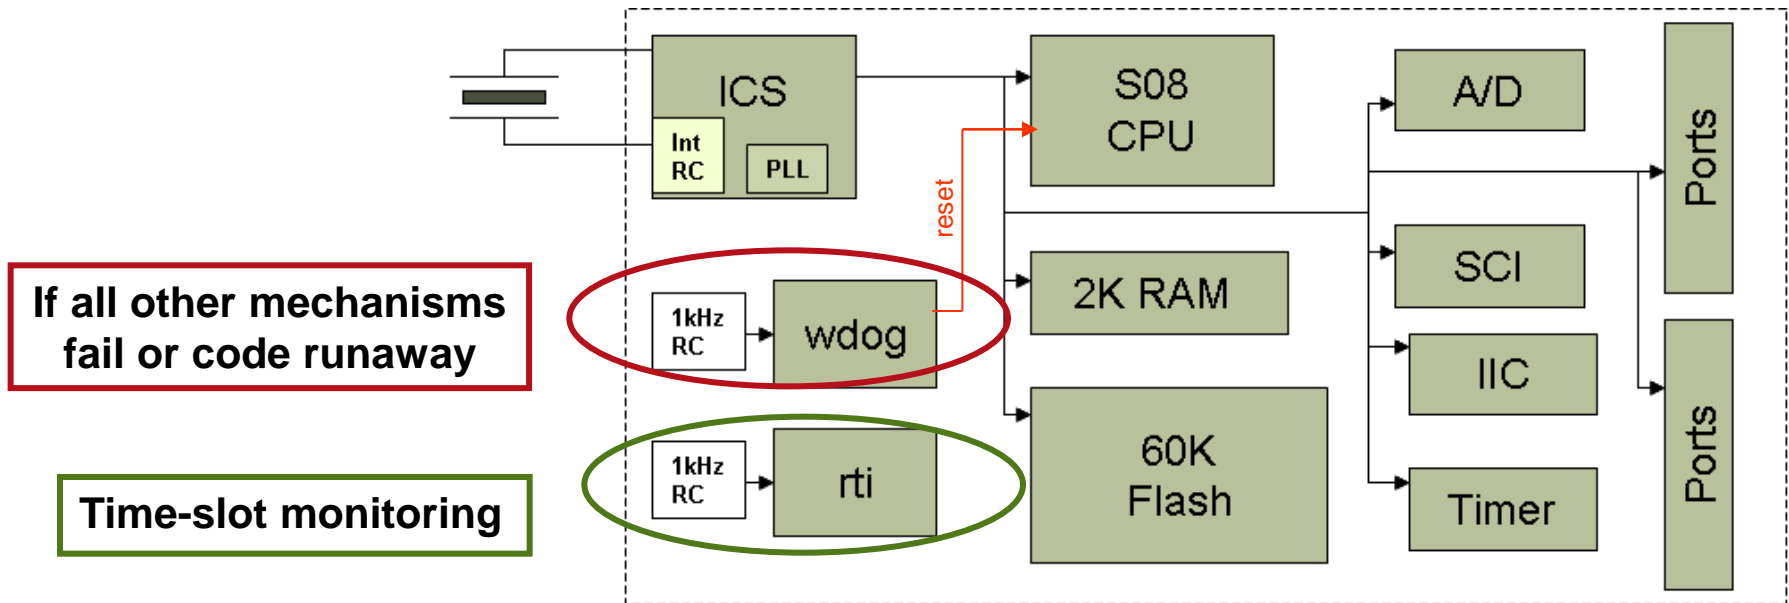 ICS
Int
RC
PLL
S08
CPU
A/D
Ports
reset
If all other mechanisms
fail or code runaway
1kHz
RC
wdog
2K RAM
SCI
IIC
Time-slot monitoring
1kHz
RC
rti
60K
Flash
Timer
Ports